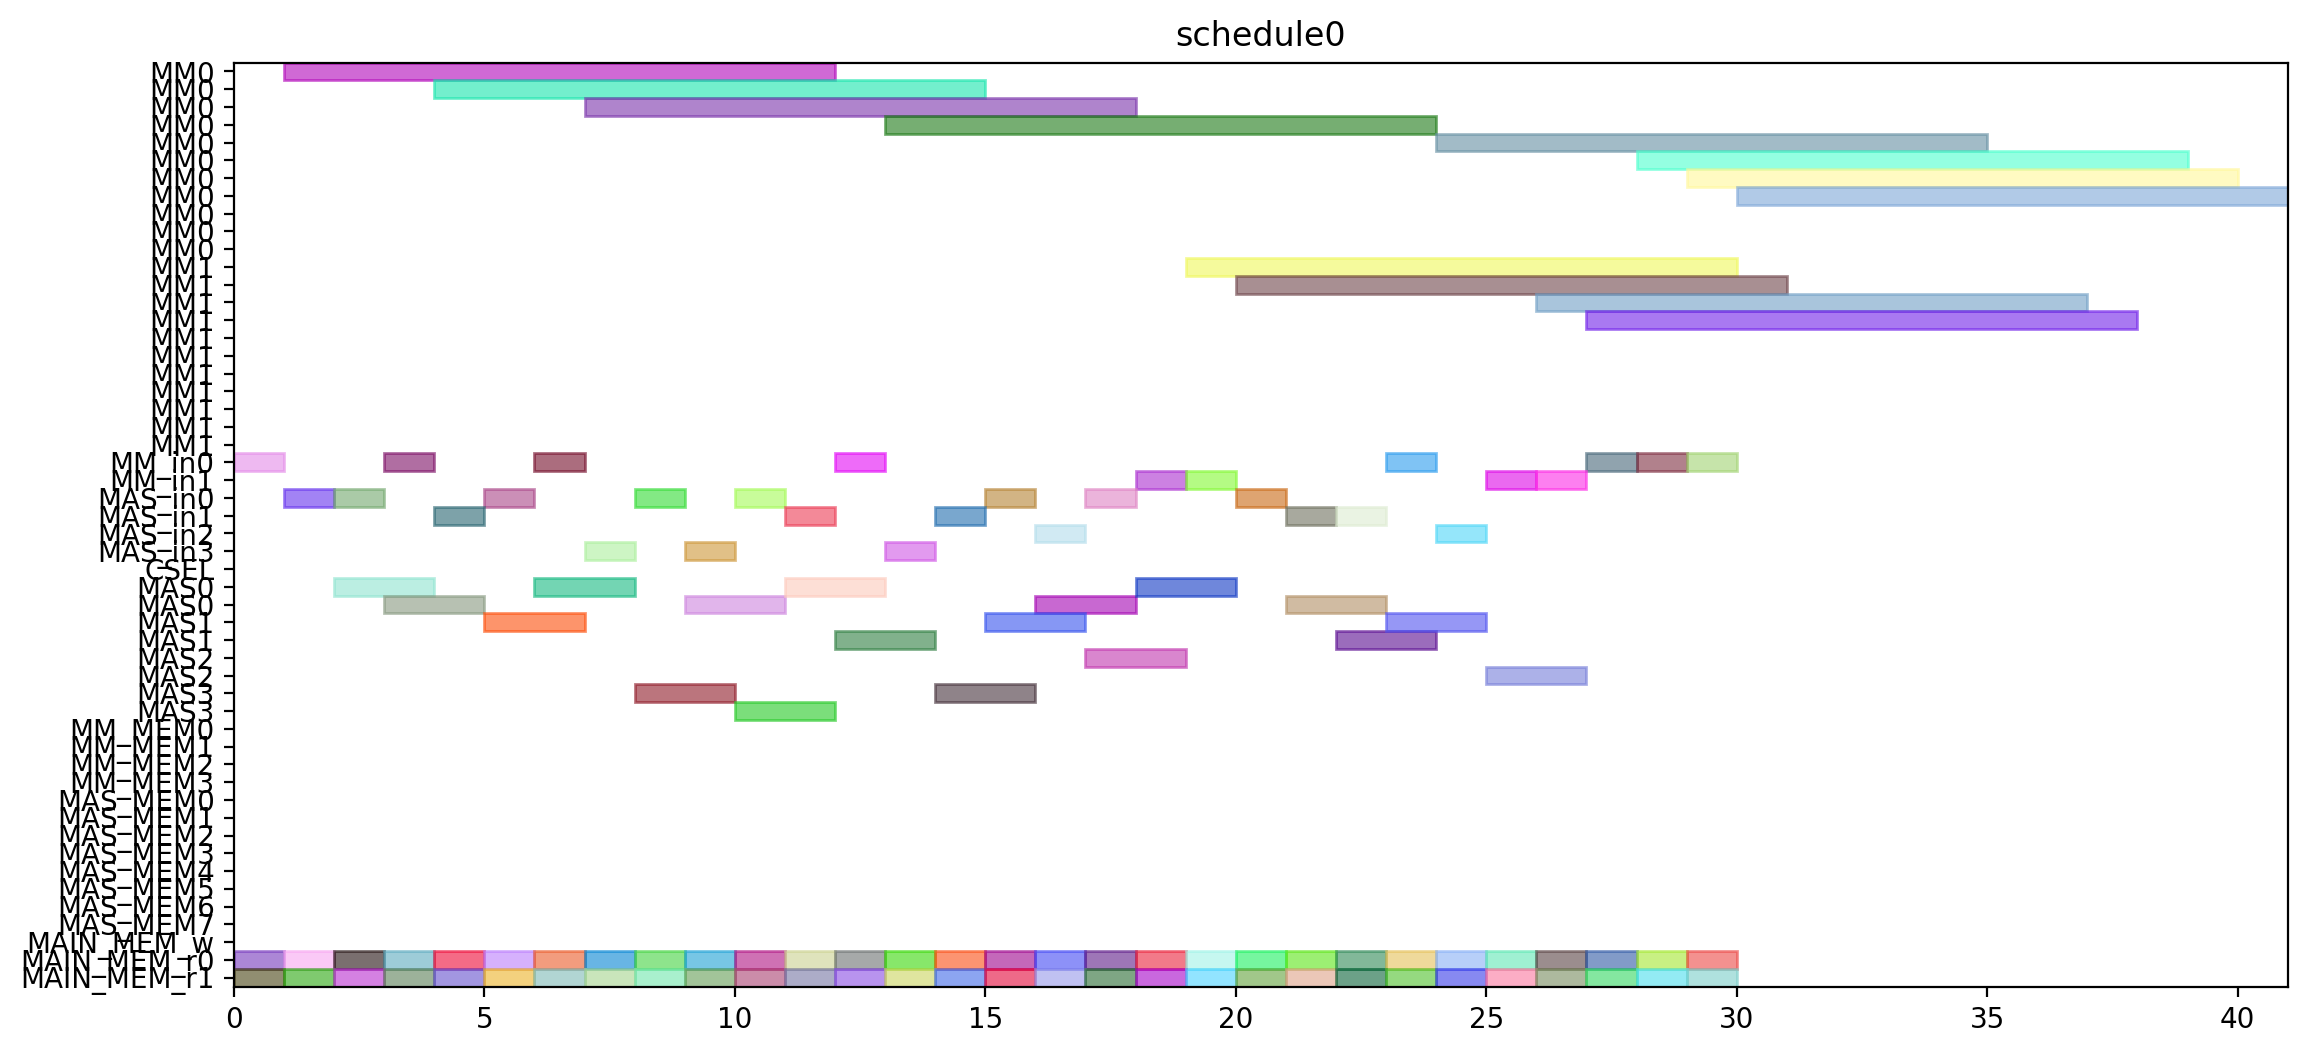 schedule0
MM0
MM0
MM0
MM0
MM0
MM0
MM0
MM0
MM0
MM0
MM0
MM1
MM1
MM1
MM1
MM1
MM1
MM1
MM1
MM1
MM1
MM1
MM_in0
MM_in1
MAS_in0
MAS_in1
MAS_in2
MAS_in3
CSEL
MAS0
MAS0
MAS1
MAS1
MAS2
MAS2
MAS3
MAS3
MM_MEM0
MM_MEM1
MM_MEM2
MM_MEM3
MAS_MEM0
MAS_MEM1
MAS_MEM2
MAS_MEM3
MAS_MEM4
MAS_MEM5
MAS_MEM6
MAS_MEM7
MAIN_MEM_w
MAIN_MEM_r0
MAIN_MEM_r1
0 5 10 15 20 25 30 35 40